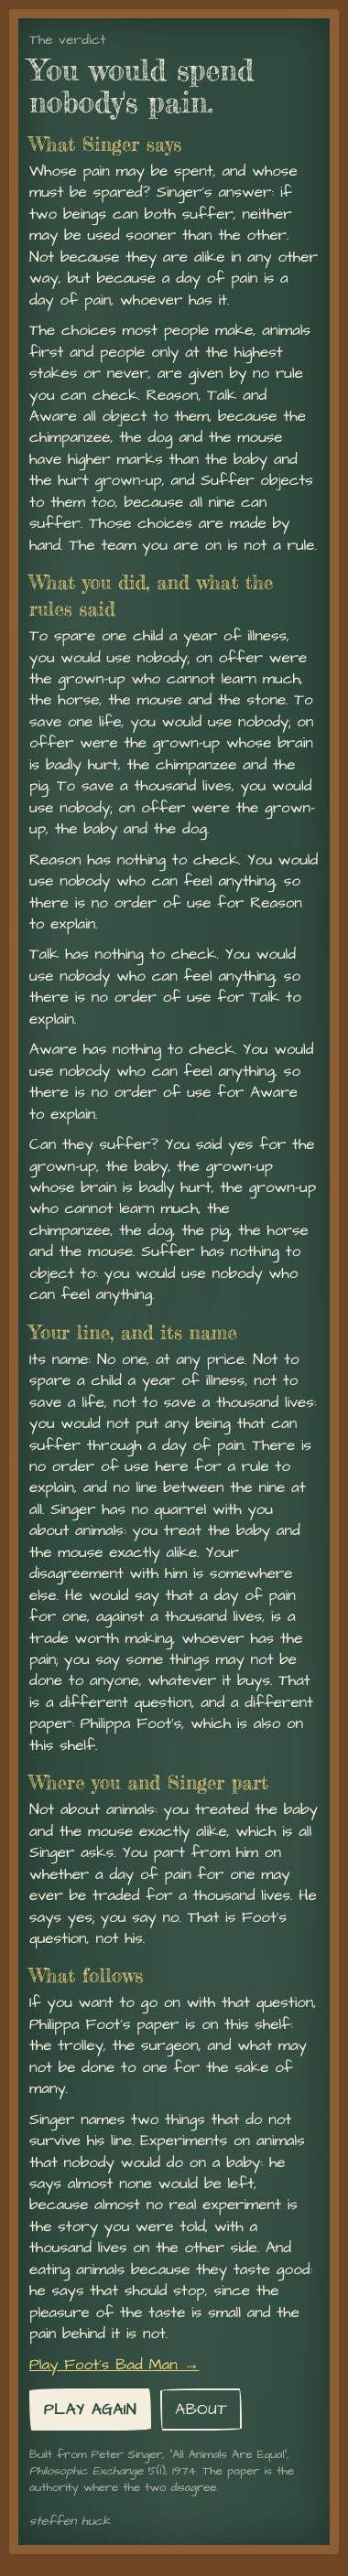 The verdict
You would spend
nobody's pain.
What Singer says
Whose pain may be spent, and whose
must be spared? Singer's answer: if
two beings can both suffer, neither
may be used sooner than the other.
Not because they are alike in any other
way, but because a day of pain is a
day of pain, whoever has it.
The choices most people make, animals
first and people only at the highest
stakes or never, are given by no rule
you can check. Reason, Talk and
Aware all object to them, because the
chimpanzee, the dog and the mouse
have higher marks than the baby and
the hurt grown-up, and Suffer objects
to them too, because all nine can
suffer. Those choices are made by
hand. The team you are on is not a rule.
What you did, and what the
rules said
To spare one child a year of illness,
you would use nobody; on offer were
the grown-up who cannot learn much,
the horse, the mouse and the stone. To
save one life, you would use nobody; on
offer were the grown-up whose brain
is badly hurt, the chimpanzee and the
pig. To save a thousand lives, you would
use nobody; on offer were the grown-
up, the baby and the dog.
Reason has nothing to check. You would
use nobody who can feel anything, so
there is no order of use for Reason
to explain.
Talk has nothing to check. You would
use nobody who can feel anything, so
there is no order of use for Talk to
explain.
Aware has nothing to check. You would
use nobody who can feel anything, so
there is no order of use for Aware
to explain.
Can they suffer? You said yes for the
grown-up, the baby, the grown-up
whose brain is badly hurt, the grown-up
who cannot learn much, the
chimpanzee, the dog, the pig, the horse
and the mouse. Suffer has nothing to
object to: you would use nobody who
can feel anything.
Your line, and its name
Its name: No one, at any price. Not to
spare a child a year of illness, not to
save a life, not to save a thousand lives:
you would not put any being that can
suffer through a day of pain. There is
no order of use here for a rule to
explain, and no line between the nine at
all. Singer has no quarrel with you
about animals: you treat the baby and
the mouse exactly alike. Your
disagreement with him is somewhere
else. He would say that a day of pain
for one, against a thousand lives, is a
trade worth making, whoever has the
pain; you say some things may not be
done to anyone, whatever it buys. That
is a different question, and a different
paper: Philippa Foot's, which is also on
this shelf.
Where you and Singer part
Not about animals: you treated the baby
and the mouse exactly alike, which is all
Singer asks. You part from him on
whether a day of pain for one may
ever be traded for a thousand lives. He
says yes; you say no. That is Foot's
question, not his.
What follows
If you want to go on with that question,
Philippa Foot's paper is on this shelf:
the trolley, the surgeon, and what may
not be done to one for the sake of
many.
Singer names two things that do not
survive his line. Experiments on animals
that nobody would do on a baby: he
says almost none would be left,
because almost no real experiment is
the story you were told, with a
thousand lives on the other side. And
eating animals because they taste good:
he says that should stop, since the
pleasure of the taste is small and the
pain behind it is not.
Play Foot's Bad Man →
PLAY AGAIN ABOUT
Built from Peter Singer, "All Animals Are Equal",
Philosophic Exchange 5(1), 1974. The paper is the
authority where the two disagree.
steffen huck